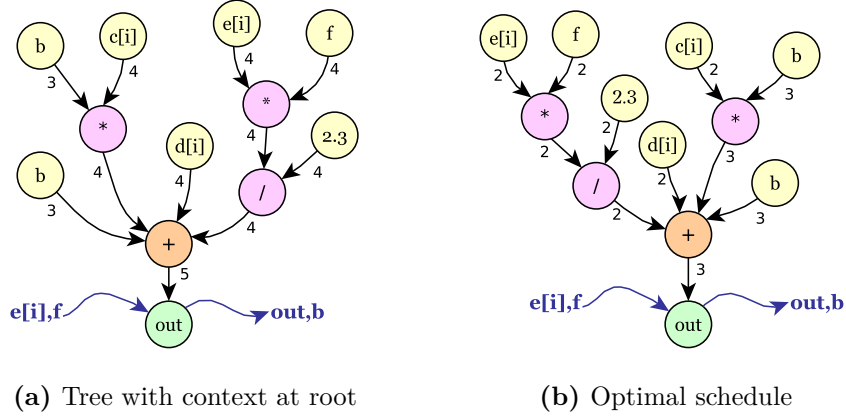 b
c[i]
e[i]
f
3
4
4
4
*
*
4
2.3
b
d[i]
4
4
4
/
3
4
+
5
e[i],f
out
out,b
(a) Tree with context at root
e[i]
f
c[i]
b
2
2
2
3
2.3
*
*
2
2
d[i]
3
/
2
b
2
3
+
3
e[i],f
out
out,b
(b) Optimal schedule